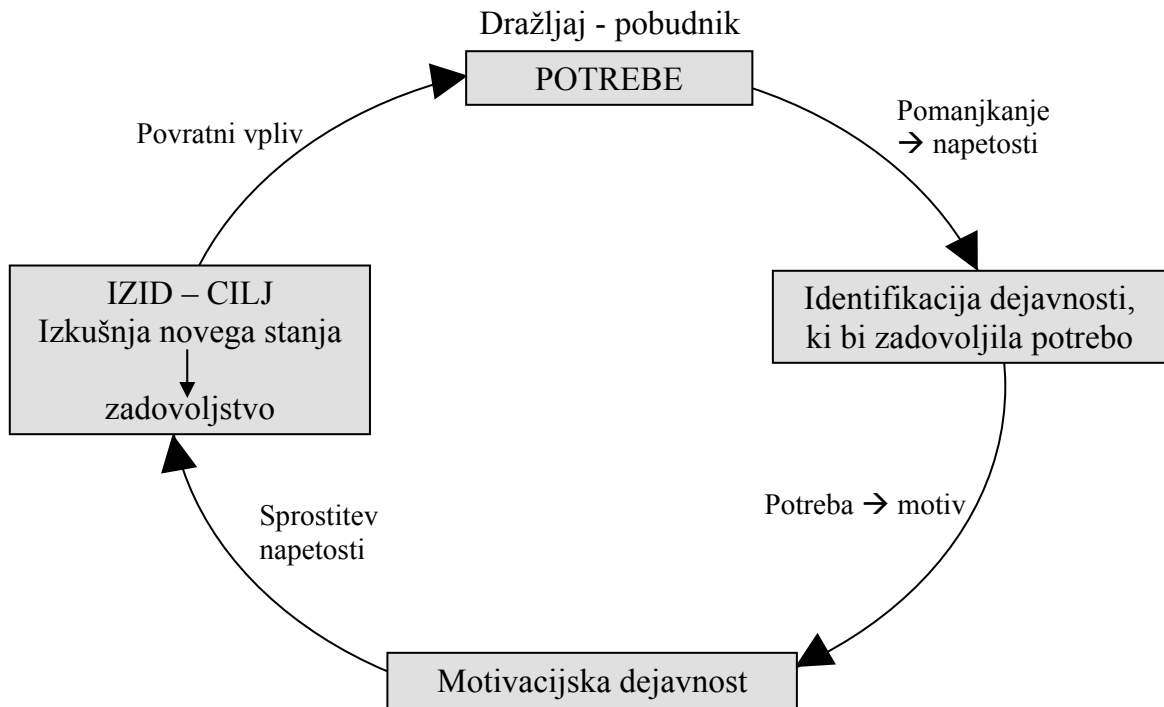 Dražljaj - pobudnik
POTREBE
Pomanjkanje
→ napetosti
Povratni vpliv
IZID – CILJ
Izkušnja novega stanja
zadovoljstvo
Identifikacija dejavnosti,
ki bi zadovoljila potrebo
Potreba → motiv
Sprostitev
napetosti
Motivacijska dejavnost